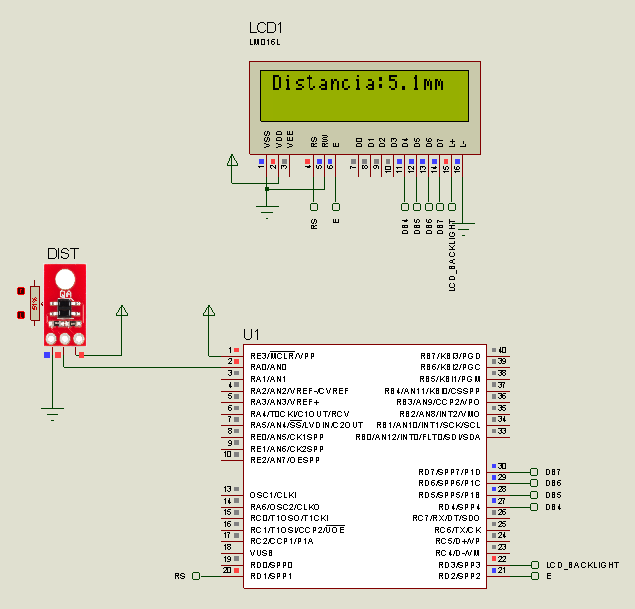 LCD1
LM016L
Distancia:5.1mm
VSS
VDD
VEE
RS
RW
E
D0
D1
D2
D3
D4
D5
D6
D7
L+
L-
1
2
3
4
5
6
7
8
9
10
11
12
13
14
15
16
RS
E
DB4
DB5
DB6
DB7
LCD_BACKLIGHT
DIST
51%
U1
1 RE3/MCLR/VPP
2 RA0/AN0
3 RA1/AN1
4 RA2/AN2/VREF-/CVREF
5 RA3/AN3/VREF+
6 RA4/T0CKI/C1OUT/RCV
7 RA5/AN4/SS/LVDIN/C2OUT
8 RE0/AN5/CK1SPP
9 RE1/AN6/CK2SPP
10 RE2/AN7/OESPP
13 OSC1/CLKI
14 RA6/OSC2/CLKO
15 RC0/T1OSO/T1CKI
16 RC1/T1OSI/CCP2/UOE
17 RC2/CCP1/P1A
18 VUSB
19 RD0/SPP0
RS 20 RD1/SPP1
RB7/KBI3/PGD 40
RB6/KBI2/PGC 39
RB5/KBI1/PGM 38
RB4/AN11/KBI0/CSSPP 37
RB3/AN9/CCP2/VPO 36
RB2/AN8/INT2/VMO 35
RB1/AN10/INT1/SCK/SCL 34
RB0/AN12/INT0/FLT0/SDI/SDA 33
RD7/SPP7/P1D 30 DB7
RD6/SPP6/P1C 29 DB6
RD5/SPP5/P1B 28 DB5
RD4/SPP4 27 DB4
RC7/RX/DT/SDO 26
RC6/TX/CK 25
RC5/D+/VP 24
RC4/D-/VM 23
RD3/SPP3 22 LCD_BACKLIGHT
RD2/SPP2 21 E